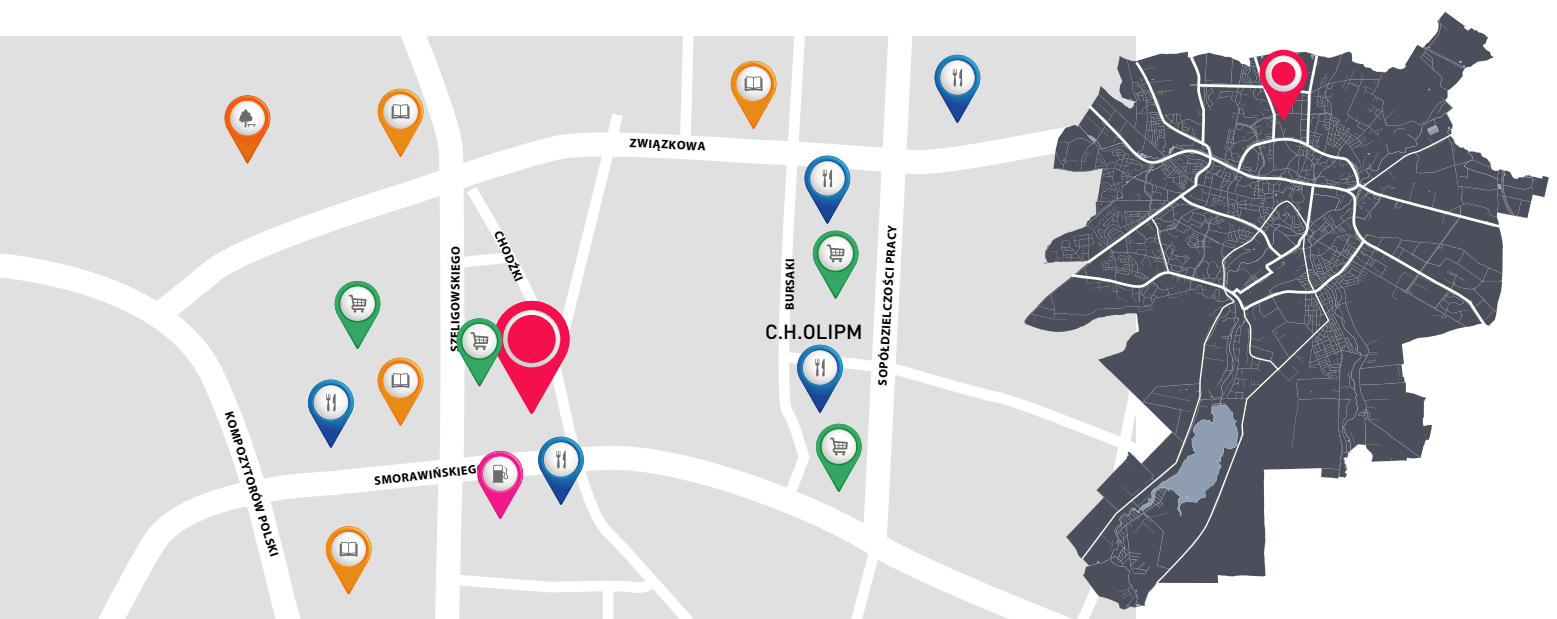 ZWIĄZKOWA
CHODŹKI
SZELIGOWSKIEGO
BURSAKI
SOPÓŁDZIELCZOŚCI PRACY
C.H.OLIPM
KOMPOZYTORÓW POLSKI
SMORAWIŃSKIEG